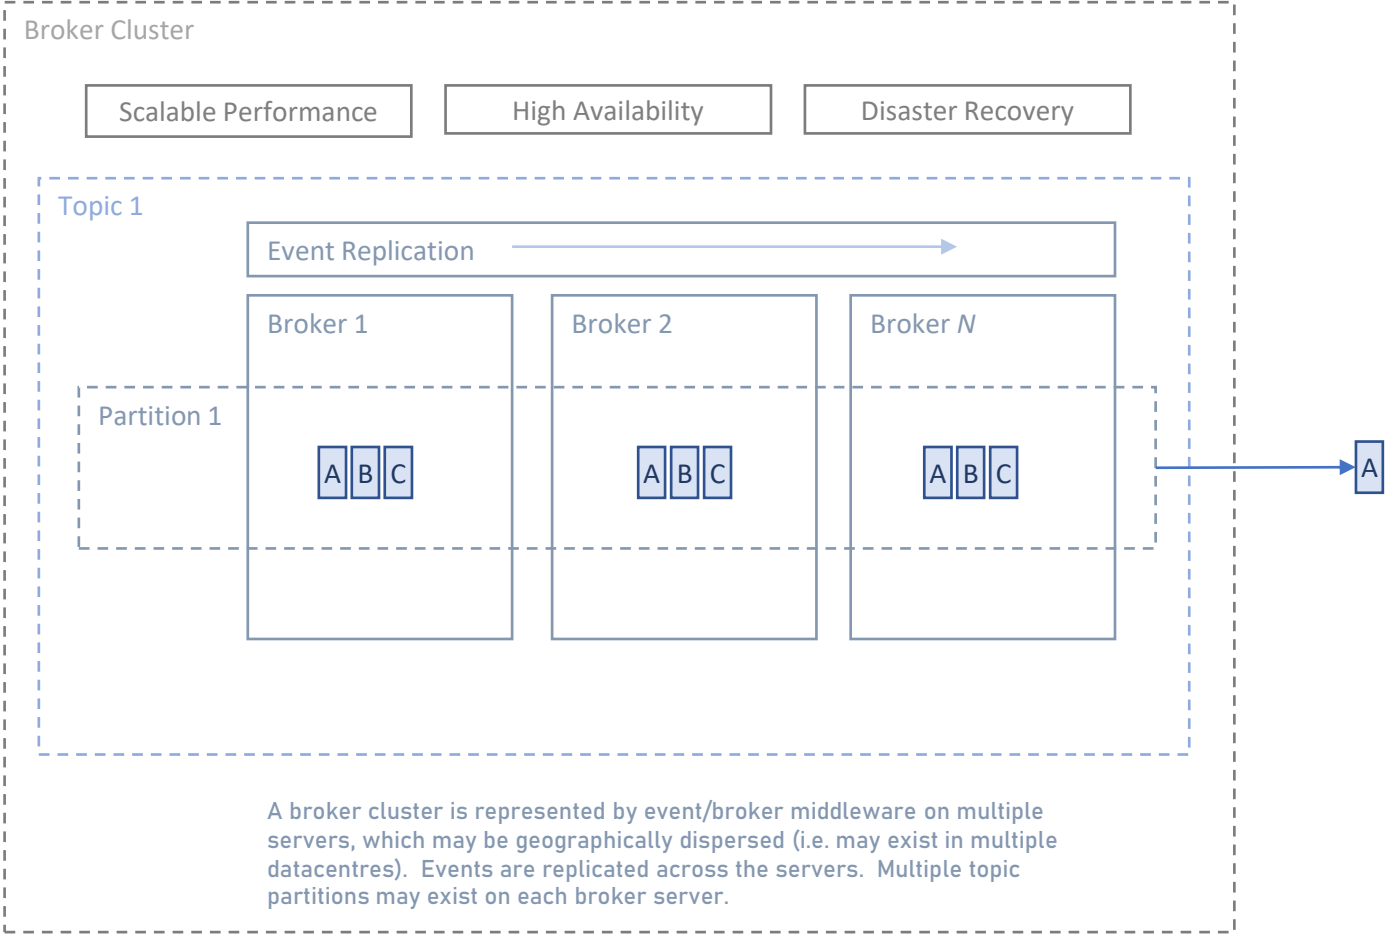 Broker Cluster
Scalable Performance
High Availability
Disaster Recovery
Topic 1
Event Replication
Broker 1
Broker 2
Broker N
Partition 1
A B C
A B C
A B C
A
A broker cluster is represented by event/broker middleware on multiple
servers, which may be geographically dispersed (i.e. may exist in multiple
datacentres).  Events are replicated across the servers.  Multiple topic
partitions may exist on each broker server.